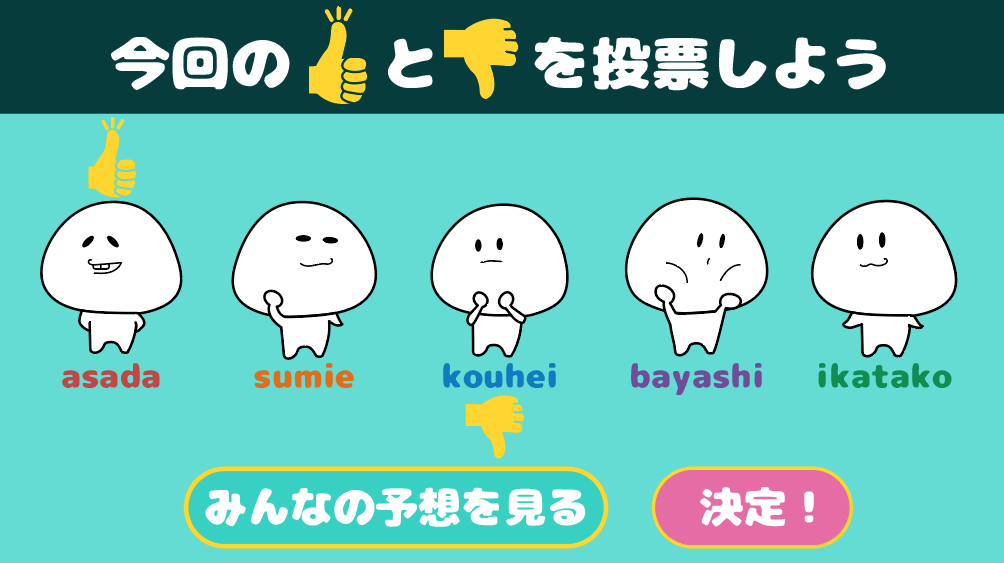 今回の と を投票しよう
asada sumie kouhei bayashi ikatako
みんなの予想を見る 決定！